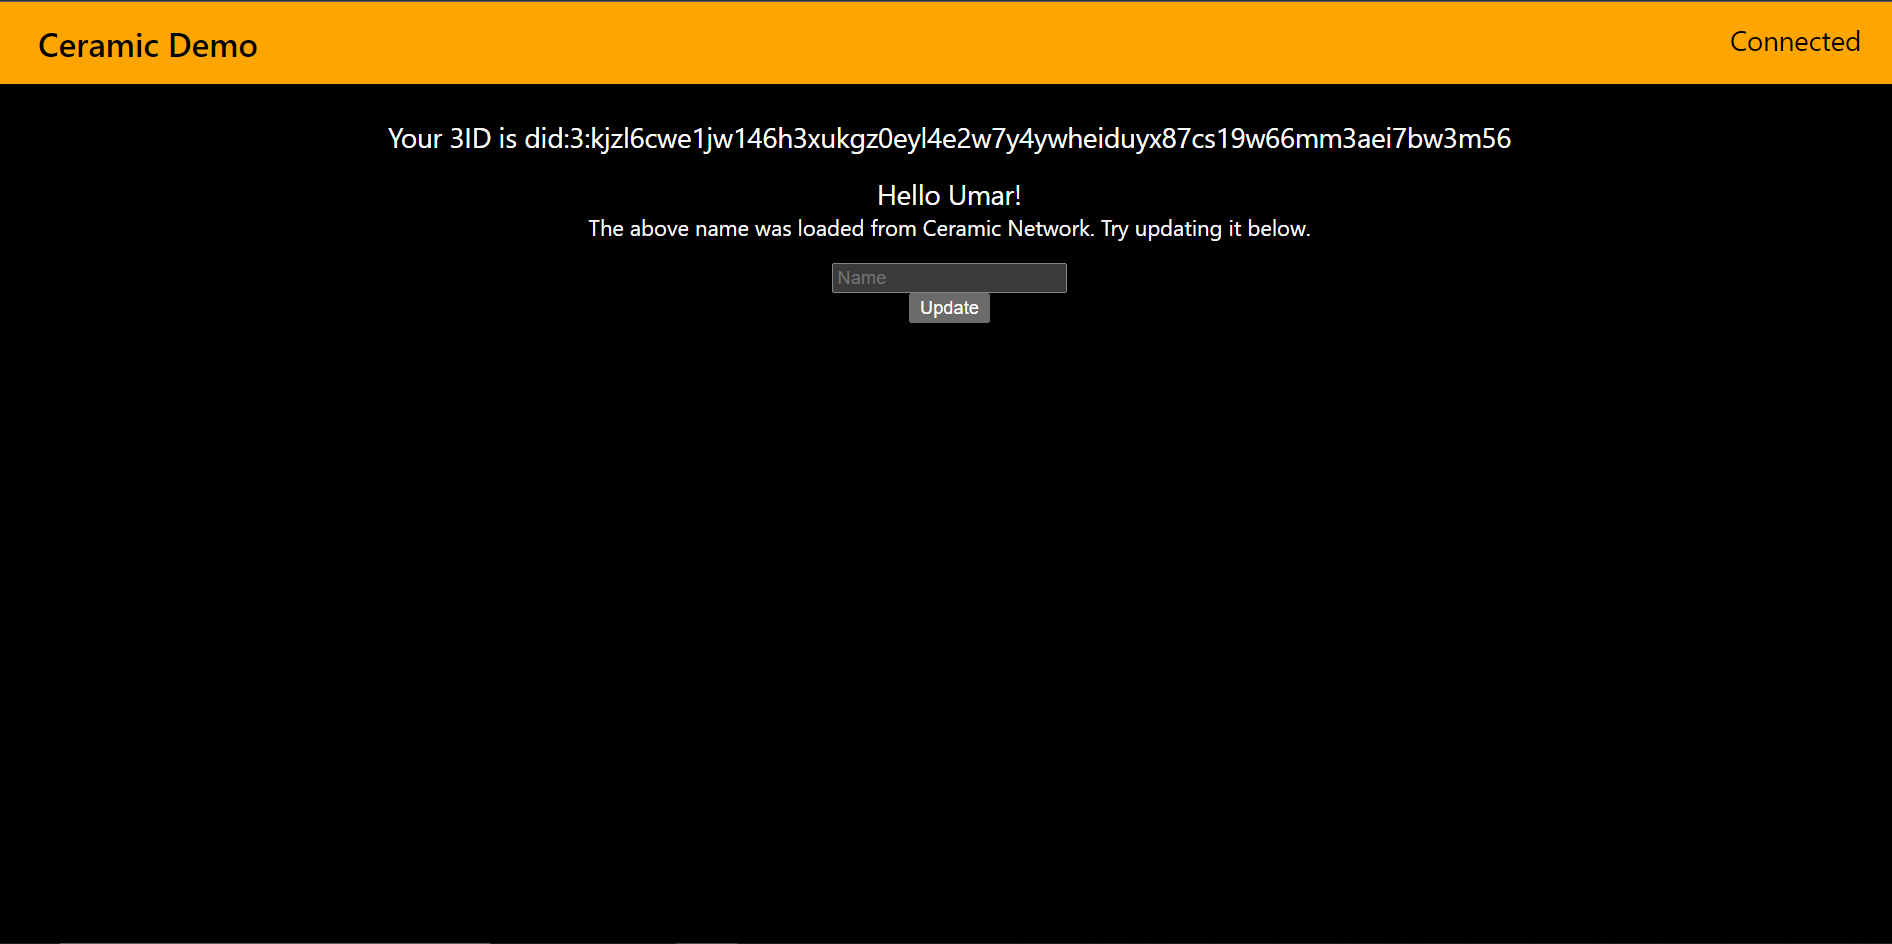 Ceramic Demo
Connected
Your 3ID is did:3:kjzl6cwe1jw146h3xukgz0eyl4e2w7y4ywheiduyx87cs19w66mm3aei7bw3m56
Hello Umar!
The above name was loaded from Ceramic Network. Try updating it below.
Name
Update